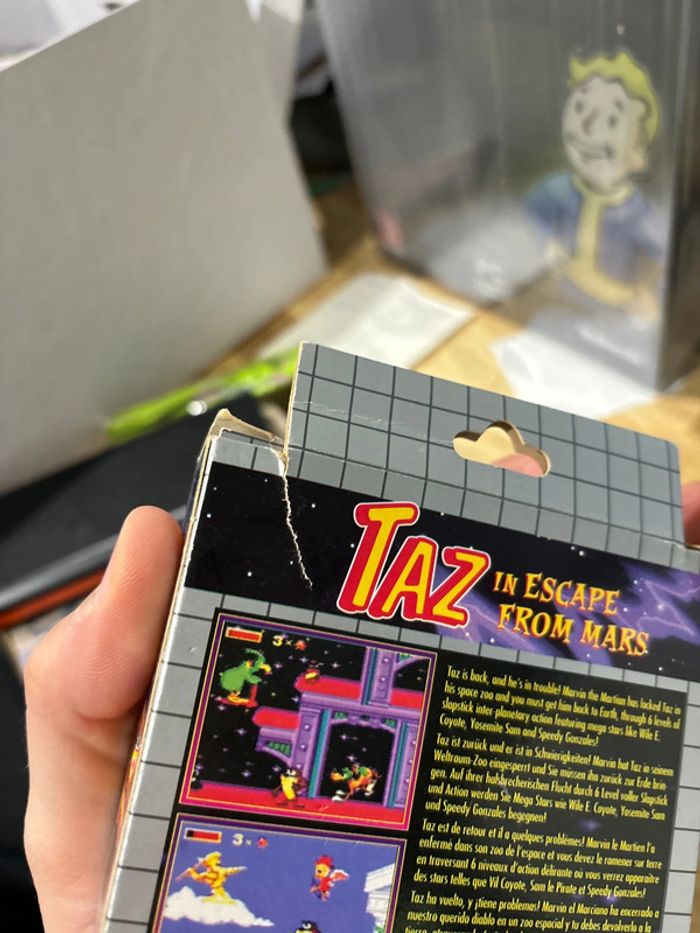 TAZ
IN ESCAPE
FROM MARS
3×
3×
Taz is back, and he's in trouble! Marvin the Martian has locked Taz in
his space zoo and you must get him back to Earth, through 6 levels of
slapstick inter-planetary action featuring mega stars like Wile E.
Coyote, Yosemite Sam and Speedy Gonzales!
Taz ist zurück und er ist in Schwierigkeiten! Marvin hat Taz in seinem
Weltraum-Zoo eingesperrt und Sie müssen ihn zurück zur Erde brin-
gen. Auf ihrer halsbrecherischen Flucht durch 6 Level voller Slapstick
und Action werden Sie Mega Stars wie Wile E. Coyote, Yosemite Sam
und Speedy Gonzales begegnen!
Taz est de retour et il a quelques problèmes! Marvin le Martien l'a
enfermé dans son zoo de l'espace et vous devez le ramener sur terre
en traversant 6 niveaux d'action délirante où vous verrez apparaître
des stars telles que Vil Coyote, Sam le Pirate et Speedy Gonzales!
Taz ha vuelto, y ¡tiene problemas! Marvin el Marciano ha encerrado a
nuestro querido diablo en un zoo espacial y tu debes devolverlo a la